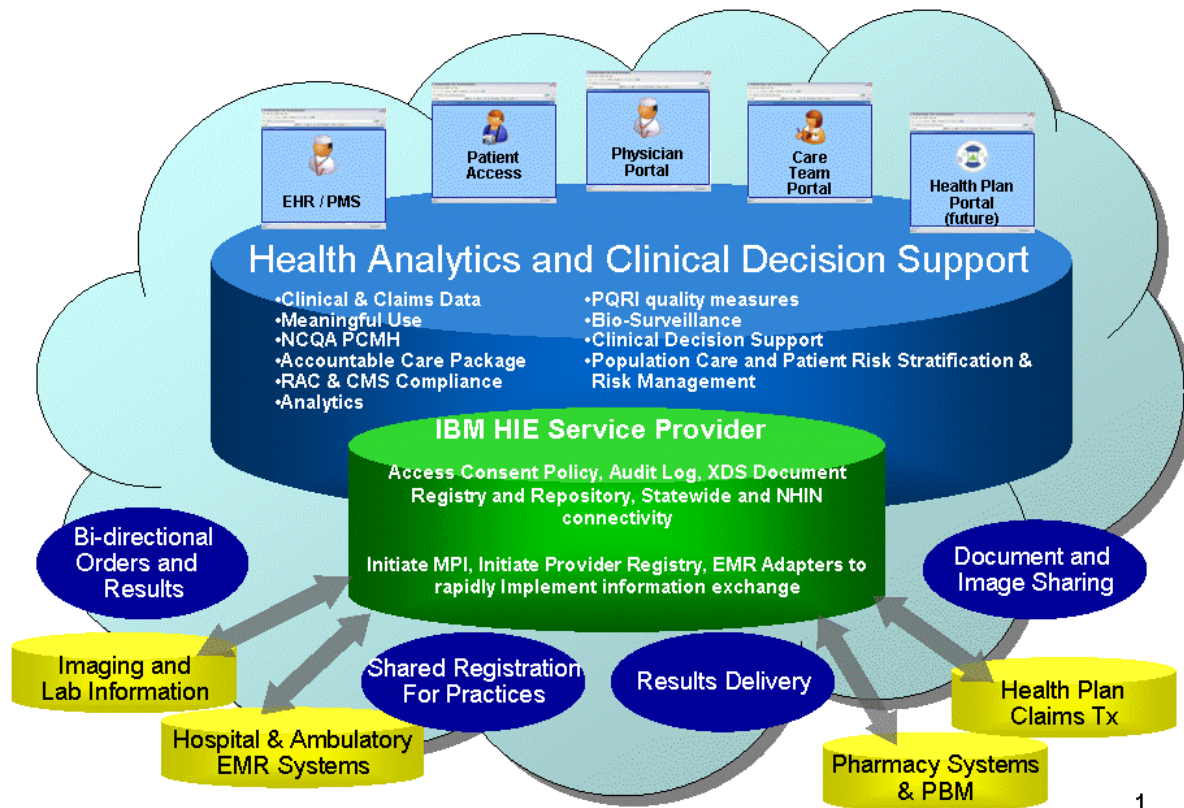 EHR / PMS
Patient
Access
Physician
Portal
Care
Team
Portal
Health Plan
Portal
(future)
Health Analytics and Clinical Decision Support
•Clinical & Claims Data
•Meaningful Use
•NCQA PCMH
•Accountable Care Package
•RAC & CMS Compliance
•Analytics
•PQRI quality measures
•Bio-Surveillance
•Clinical Decision Support
•Population Care and Patient Risk Stratification &
Risk Management
IBM HIE Service Provider
Access Consent Policy, Audit Log, XDS Document
Registry and Repository, Statewide and NHIN
connectivity
Initiate MPI, Initiate Provider Registry, EMR Adapters to
rapidly Implement information exchange
Bi-directional
Orders and
Results
Document and
Image Sharing
Shared Registration
For Practices
Results Delivery
Imaging and
Lab Information
Hospital & Ambulatory
EMR Systems
Health Plan
Claims Tx
Pharmacy Systems
& PBM
1